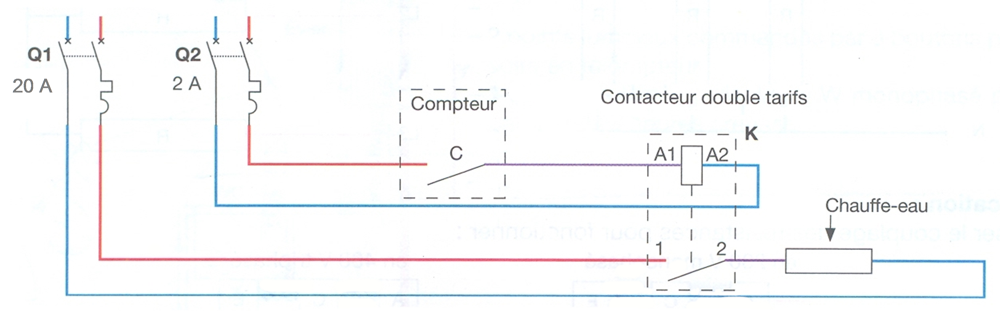 Q1
20 A
Q2
2 A
Compteur
C
Contacteur double tarifs
K
A1
A2
Chauffe-eau
1
2